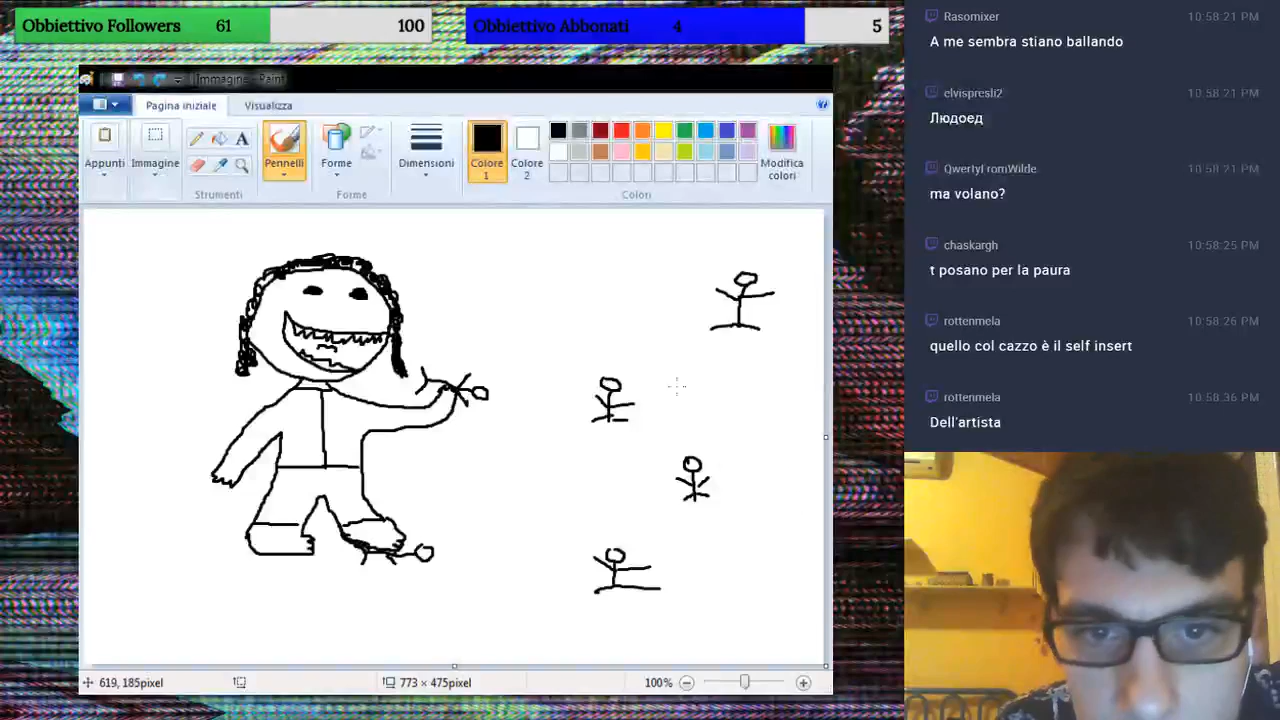 Obbiettivo Followers 61 100
Obbiettivo Abbonati 4 5
Immagine - Paint
Pagina iniziale Visualizza
Appunti
Immagine
Strumenti
Pennelli
Forme
Forme
Dimensioni
Colore 1
Colore 2
Modifica colori
Colori
619, 185pixel
773 × 475pixel
100%
Rasomixer 10:58:21 PM
A me sembra stiano ballando
elvispresli2 10:58:21 PM
Людоед
QwertyFromWilde 10:58:21 PM
ma volano?
chaskargh 10:58:25 PM
t posano per la paura
rottenmela 10:58:26 PM
quello col cazzo è il self insert
rottenmela 10:58:36 PM
Dell'artista